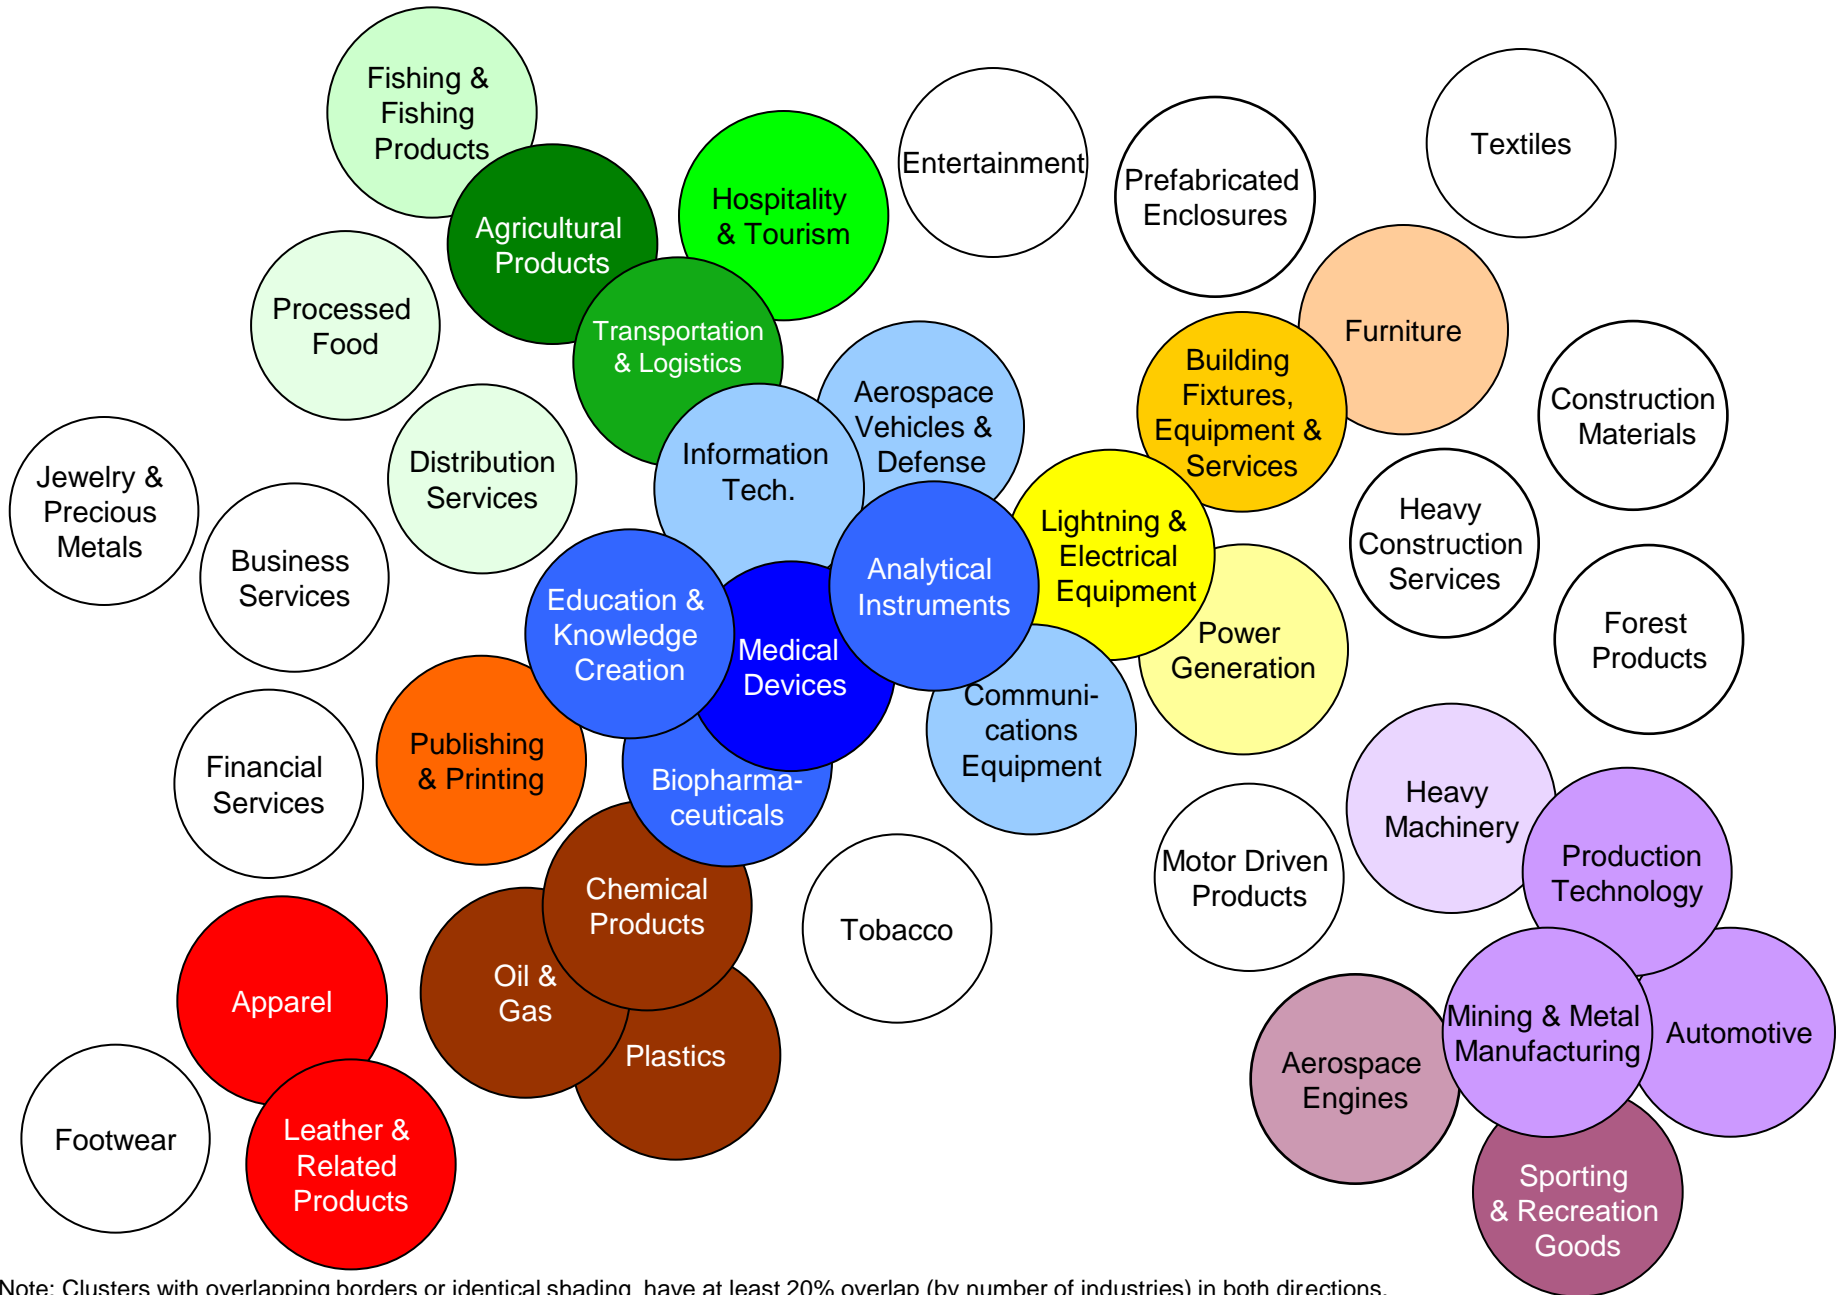 Fishing &
Fishing
Products
Agricultural
Products
Hospitality
& Tourism
Entertainment
Prefabricated
Enclosures
Textiles
Processed
Food
Transportation
& Logistics
Aerospace
Vehicles &
Defense
Building
Fixtures,
Equipment &
Services
Furniture
Construction
Materials
Jewelry &
Precious
Metals
Distribution
Services
Information
Tech.
Business
Services
Education &
Knowledge
Creation
Medical
Devices
Analytical
Instruments
Lightning &
Electrical
Equipment
Heavy
Construction
Services
Forest
Products
Power
Generation
Communi-
cations
Equipment
Financial
Services
Publishing
& Printing
Biopharma-
ceuticals
Heavy
Machinery
Production
Technology
Motor Driven
Products
Chemical
Products
Tobacco
Apparel
Oil &
Gas
Plastics
Aerospace
Engines
Mining & Metal
Manufacturing
Automotive
Footwear
Leather &
Related
Products
Sporting
& Recreation
Goods
Note: Clusters with overlapping borders or identical shading have at least 20% overlap (by number of industries) in both directions.